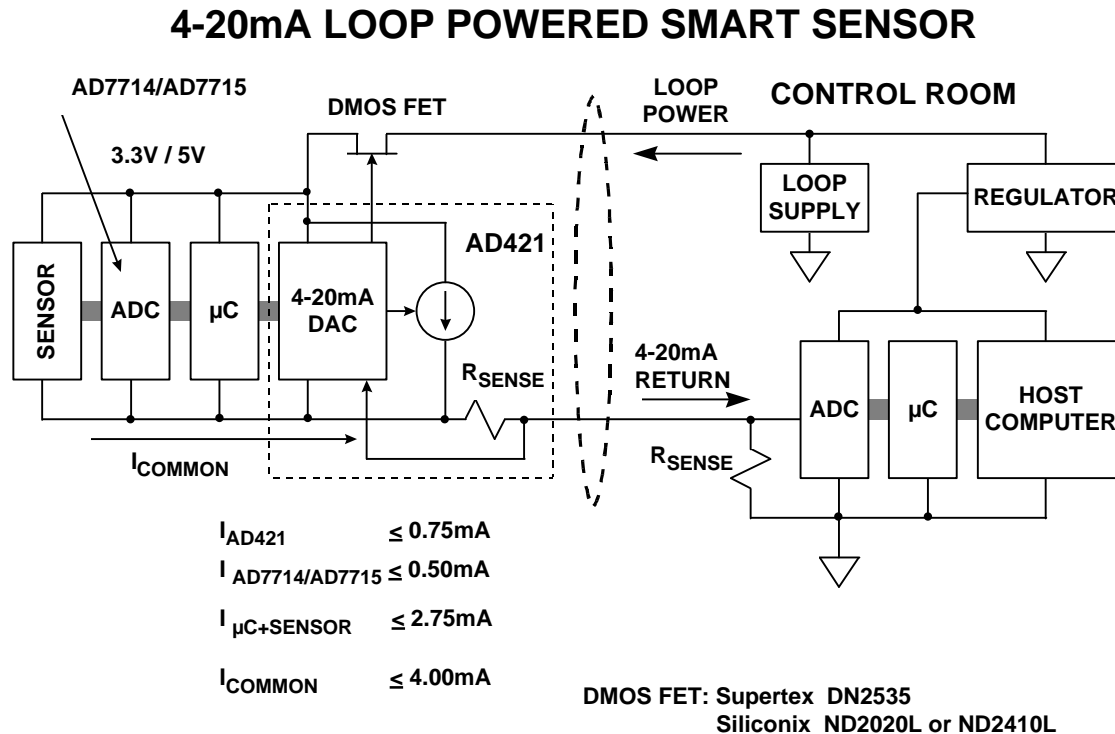 4-20mA LOOP POWERED SMART SENSOR
AD7714/AD7715
DMOS FET
LOOP
POWER
CONTROL ROOM
3.3V / 5V
LOOP
SUPPLY
REGULATOR
AD421
SENSOR
ADC
µC
4-20mA
DAC
RSENSE
4-20mA
RETURN
ADC
µC
HOST
COMPUTER
RSENSE
ICOMMON
IAD421 ≤ 0.75mA
I AD7714/AD7715 ≤ 0.50mA
I µC+SENSOR ≤ 2.75mA
ICOMMON ≤ 4.00mA
DMOS FET: Supertex DN2535
Siliconix ND2020L or ND2410L